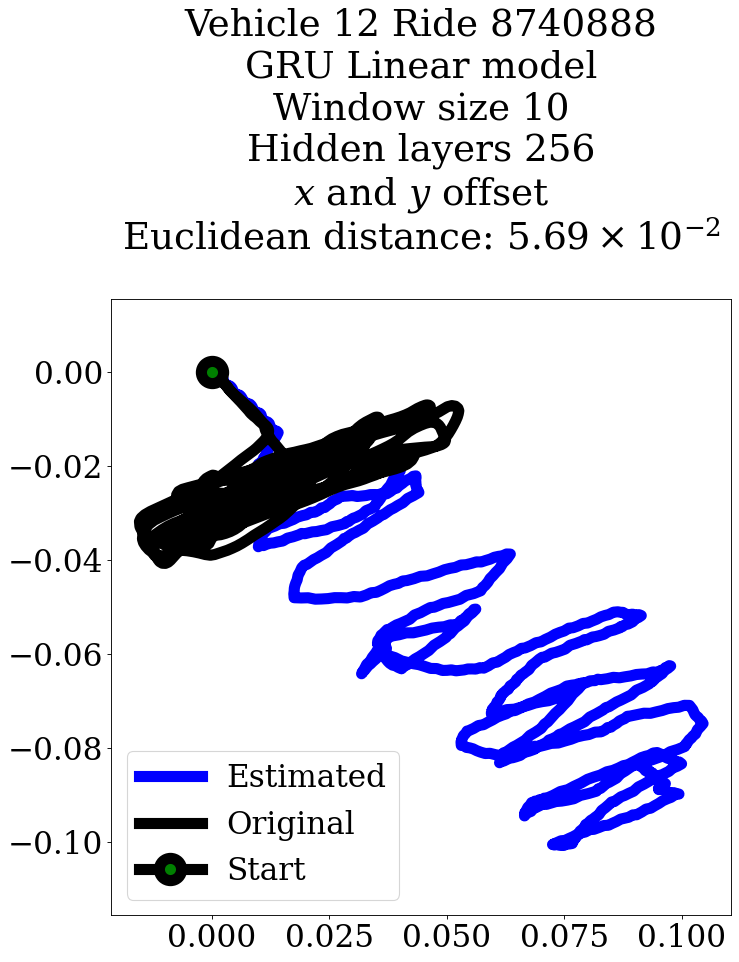 Vehicle 12 Ride 8740888
GRU Linear model
Window size 10
Hidden layers 256
x and y offset
Euclidean distance: 5.69 × 10⁻²
0.00
−0.02
−0.04
−0.06
−0.08
−0.10
Estimated
Original
Start
0.000 0.025 0.050 0.075 0.100